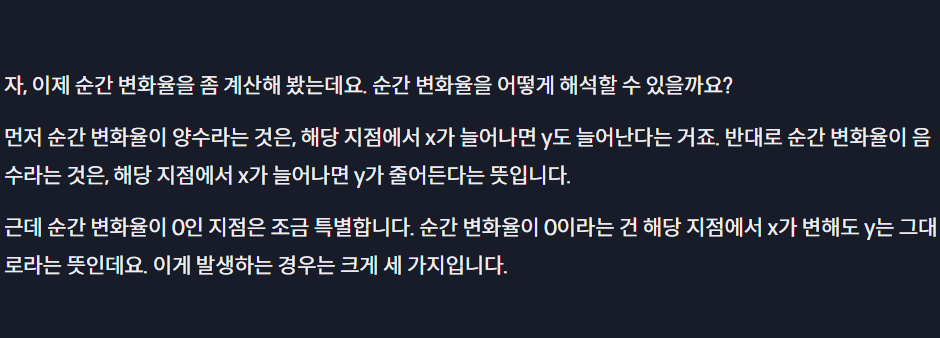 자, 이제 순간 변화율을 좀 계산해 봤는데요. 순간 변화율을 어떻게 해석할 수 있을까요?
먼저 순간 변화율이 양수라는 것은, 해당 지점에서 x가 늘어나면 y도 늘어난다는 거죠. 반대로 순간 변화율이 음
수라는 것은, 해당 지점에서 x가 늘어나면 y가 줄어든다는 뜻입니다.
근데 순간 변화율이 0인 지점은 조금 특별합니다. 순간 변화율이 0이라는 건 해당 지점에서 x가 변해도 y는 그대
로라는 뜻인데요. 이게 발생하는 경우는 크게 세 가지입니다.